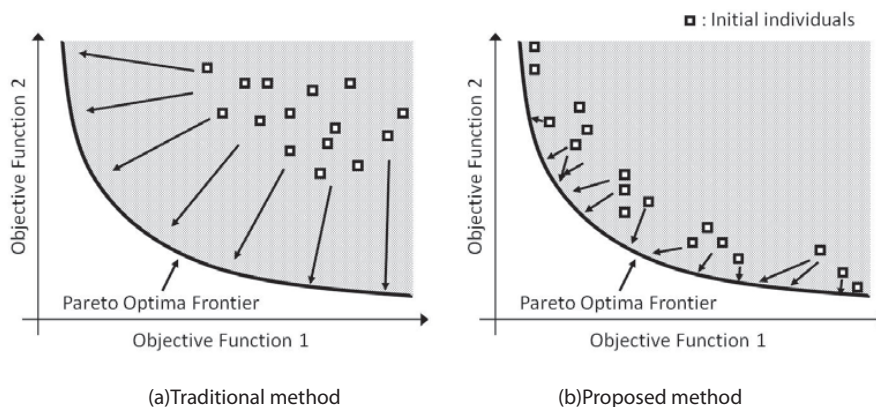 : Initial individuals
Objective Function 2
Pareto Optima Frontier
Objective Function 1
(a)Traditional method
Objective Function 2
Pareto Optima Frontier
Objective Function 1
(b)Proposed method